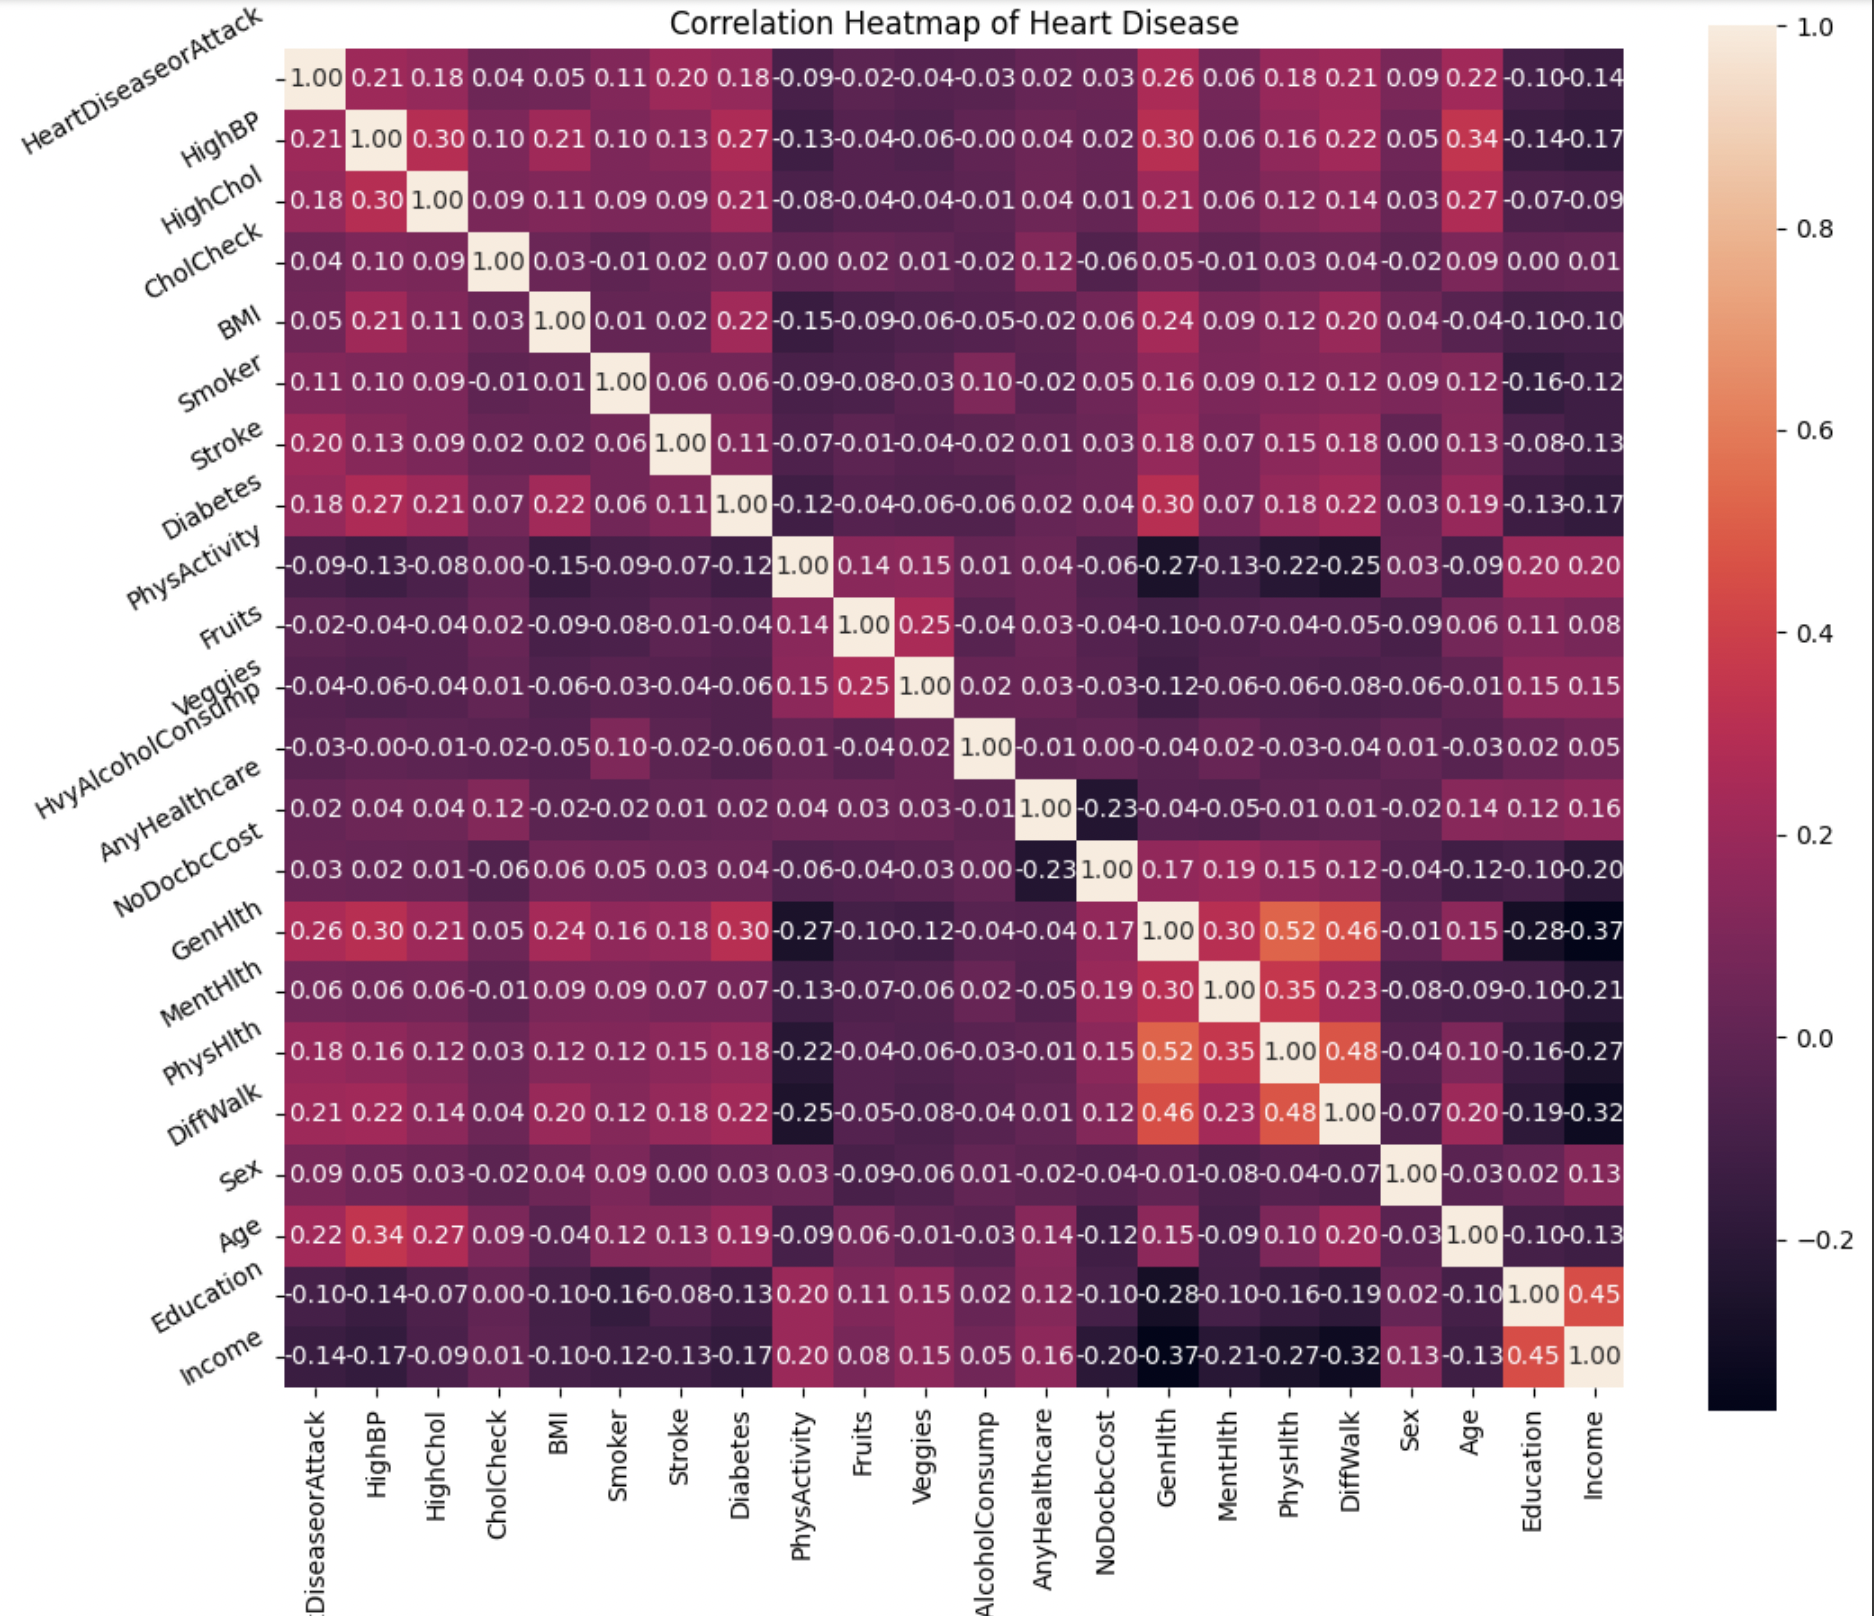 Correlation Heatmap of Heart Disease
HeartDiseaseorAttack 1.00 0.21 0.18 0.04 0.05 0.11 0.20 0.18 -0.09 -0.02 -0.04 -0.03 0.02 0.03 0.26 0.06 0.18 0.21 0.09 0.22 -0.10 -0.14
HighBP 0.21 1.00 0.30 0.10 0.21 0.10 0.13 0.27 -0.13 -0.04 -0.06 -0.00 0.04 0.02 0.30 0.06 0.16 0.22 0.05 0.34 -0.14 -0.17
HighChol 0.18 0.30 1.00 0.09 0.11 0.09 0.09 0.21 -0.08 -0.04 -0.04 -0.01 0.04 0.01 0.21 0.06 0.12 0.14 0.03 0.27 -0.07 -0.09
CholCheck 0.04 0.10 0.09 1.00 0.03 -0.01 0.02 0.07 0.00 0.02 0.01 -0.02 0.12 -0.06 0.05 -0.01 0.03 0.04 -0.02 0.09 0.00 0.01
BMI 0.05 0.21 0.11 0.03 1.00 0.01 0.02 0.22 -0.15 -0.09 -0.06 -0.05 -0.02 0.06 0.24 0.09 0.12 0.20 0.04 -0.04 -0.10 -0.10
Smoker 0.11 0.10 0.09 -0.01 0.01 1.00 0.06 0.06 -0.09 -0.08 -0.03 0.10 -0.02 0.05 0.16 0.09 0.12 0.12 0.09 0.12 -0.16 -0.12
Stroke 0.20 0.13 0.09 0.02 0.02 0.06 1.00 0.11 -0.07 -0.01 -0.04 -0.02 0.01 0.03 0.18 0.07 0.15 0.18 0.00 0.13 -0.08 -0.13
Diabetes 0.18 0.27 0.21 0.07 0.22 0.06 0.11 1.00 -0.12 -0.04 -0.06 -0.06 0.02 0.04 0.30 0.07 0.18 0.22 0.03 0.19 -0.13 -0.17
PhysActivity -0.09 -0.13 -0.08 0.00 -0.15 -0.09 -0.07 -0.12 1.00 0.14 0.15 0.01 0.04 -0.06 -0.27 -0.13 -0.22 -0.25 0.03 -0.09 0.20 0.20
Fruits -0.02 -0.04 -0.04 0.02 -0.09 -0.08 -0.01 -0.04 0.14 1.00 0.25 -0.04 0.03 -0.04 -0.10 -0.07 -0.04 -0.05 -0.09 0.06 0.11 0.08
Veggies -0.04 -0.06 -0.04 0.01 -0.06 -0.03 -0.04 -0.06 0.15 0.25 1.00 0.02 0.03 -0.03 -0.12 -0.06 -0.06 -0.08 -0.06 -0.01 0.15 0.15
HvyAlcoholConsump -0.03 -0.00 -0.01 -0.02 -0.05 0.10 -0.02 -0.06 0.01 -0.04 0.02 1.00 -0.01 0.00 -0.04 0.02 -0.03 -0.04 0.01 -0.03 0.02 0.05
AnyHealthcare 0.02 0.04 0.04 0.12 -0.02 -0.02 0.01 0.02 0.04 0.03 0.03 -0.01 1.00 -0.23 -0.04 -0.05 -0.01 0.01 -0.02 0.14 0.12 0.16
NoDocbcCost 0.03 0.02 0.01 -0.06 0.06 0.05 0.03 0.04 -0.06 -0.04 -0.03 0.00 -0.23 1.00 0.17 0.19 0.15 0.12 -0.04 -0.12 -0.10 -0.20
GenHlth 0.26 0.30 0.21 0.05 0.24 0.16 0.18 0.30 -0.27 -0.10 -0.12 -0.04 -0.04 0.17 1.00 0.30 0.52 0.46 -0.01 0.15 -0.28 -0.37
MentHlth 0.06 0.06 0.06 -0.01 0.09 0.09 0.07 0.07 -0.13 -0.07 -0.06 0.02 -0.05 0.19 0.30 1.00 0.35 0.23 -0.08 -0.09 -0.10 -0.21
PhysHlth 0.18 0.16 0.12 0.03 0.12 0.12 0.15 0.18 -0.22 -0.04 -0.06 -0.03 -0.01 0.15 0.52 0.35 1.00 0.48 -0.04 0.10 -0.16 -0.27
DiffWalk 0.21 0.22 0.14 0.04 0.20 0.12 0.18 0.22 -0.25 -0.05 -0.08 -0.04 0.01 0.12 0.46 0.23 0.48 1.00 -0.07 0.20 -0.19 -0.32
Sex 0.09 0.05 0.03 -0.02 0.04 0.09 0.00 0.03 0.03 -0.09 -0.06 0.01 -0.02 -0.04 -0.01 -0.08 -0.04 -0.07 1.00 -0.03 0.02 0.13
Age 0.22 0.34 0.27 0.09 -0.04 0.12 0.13 0.19 -0.09 0.06 -0.01 -0.03 0.14 -0.12 0.15 -0.09 0.10 0.20 -0.03 1.00 -0.10 -0.13
Education -0.10 -0.14 -0.07 0.00 -0.10 -0.16 -0.08 -0.13 0.20 0.11 0.15 0.02 0.12 -0.10 -0.28 -0.10 -0.16 -0.19 0.02 -0.10 1.00 0.45
Income -0.14 -0.17 -0.09 0.01 -0.10 -0.12 -0.13 -0.17 0.20 0.08 0.15 0.05 0.16 -0.20 -0.37 -0.21 -0.27 -0.32 0.13 -0.13 0.45 1.00
tDiseaseorAttack HighBP HighChol CholCheck BMI Smoker Stroke Diabetes PhysActivity Fruits Veggies AlcoholConsump AnyHealthcare NoDocbcCost GenHlth MentHlth PhysHlth DiffWalk Sex Age Education Income
1.0
0.8
0.6
0.4
0.2
0.0
−0.2